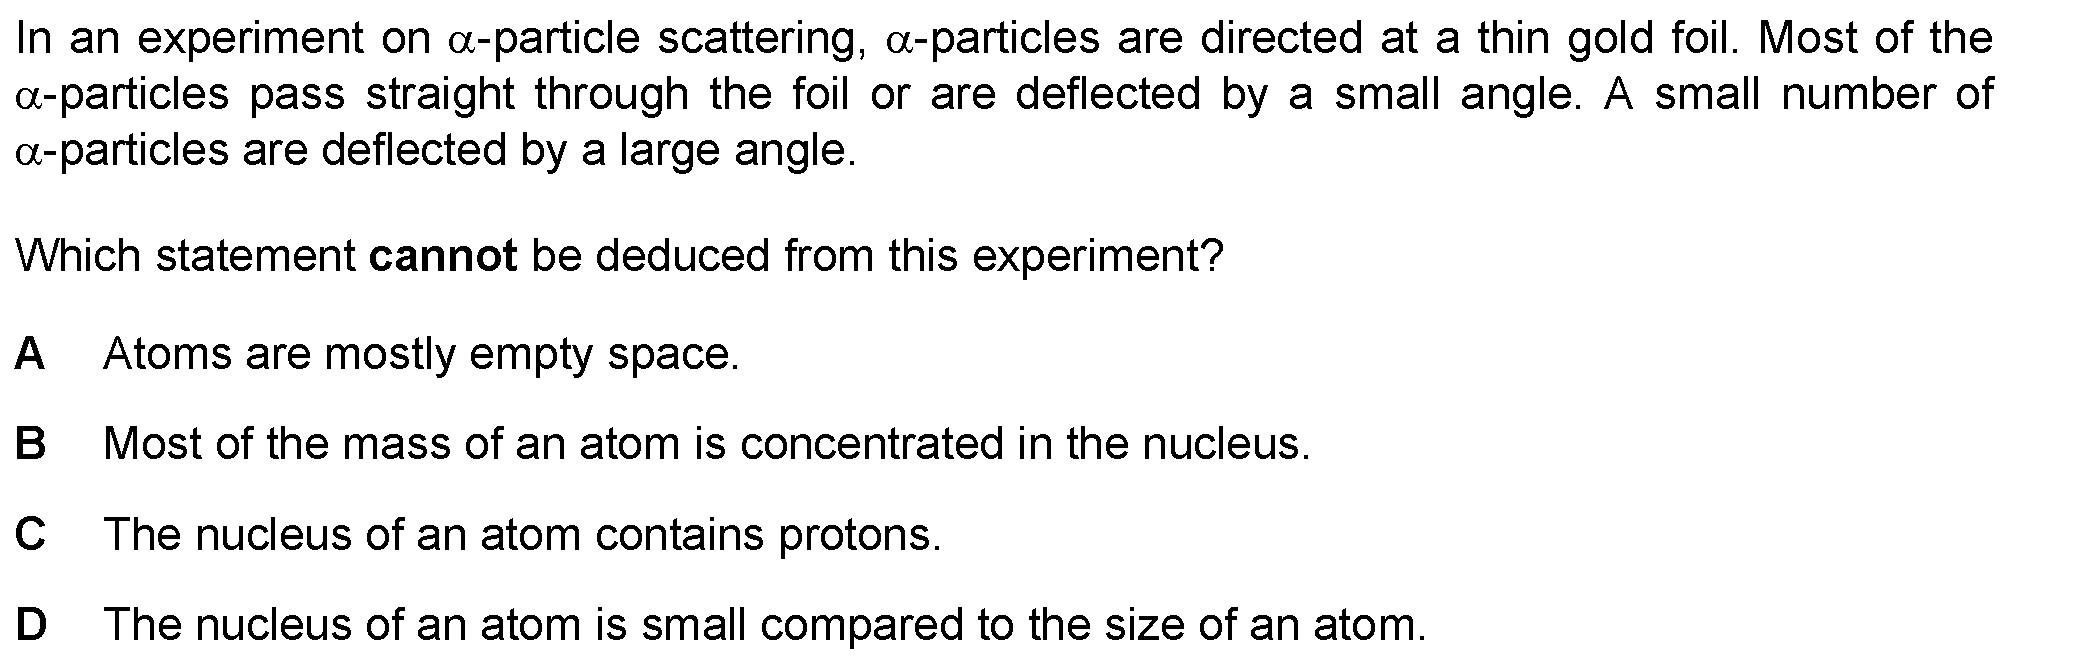 In an experiment on α-particle scattering, α-particles are directed at a thin gold foil. Most of the
α-particles pass straight through the foil or are deflected by a small angle. A small number of
α-particles are deflected by a large angle.
Which statement cannot be deduced from this experiment?
A Atoms are mostly empty space.
B Most of the mass of an atom is concentrated in the nucleus.
C The nucleus of an atom contains protons.
D The nucleus of an atom is small compared to the size of an atom.